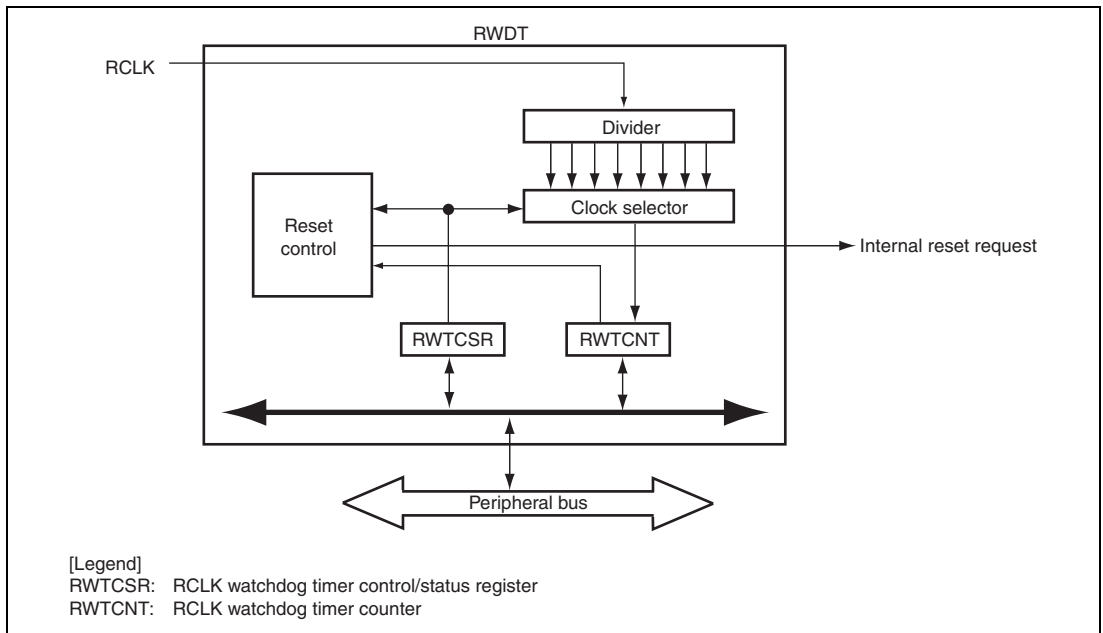 RWDT
RCLK
Divider
Clock selector
Reset
control
Internal reset request
RWTCSR
RWTCNT
Peripheral bus
[Legend]
RWTCSR: RCLK watchdog timer control/status register
RWTCNT: RCLK watchdog timer counter